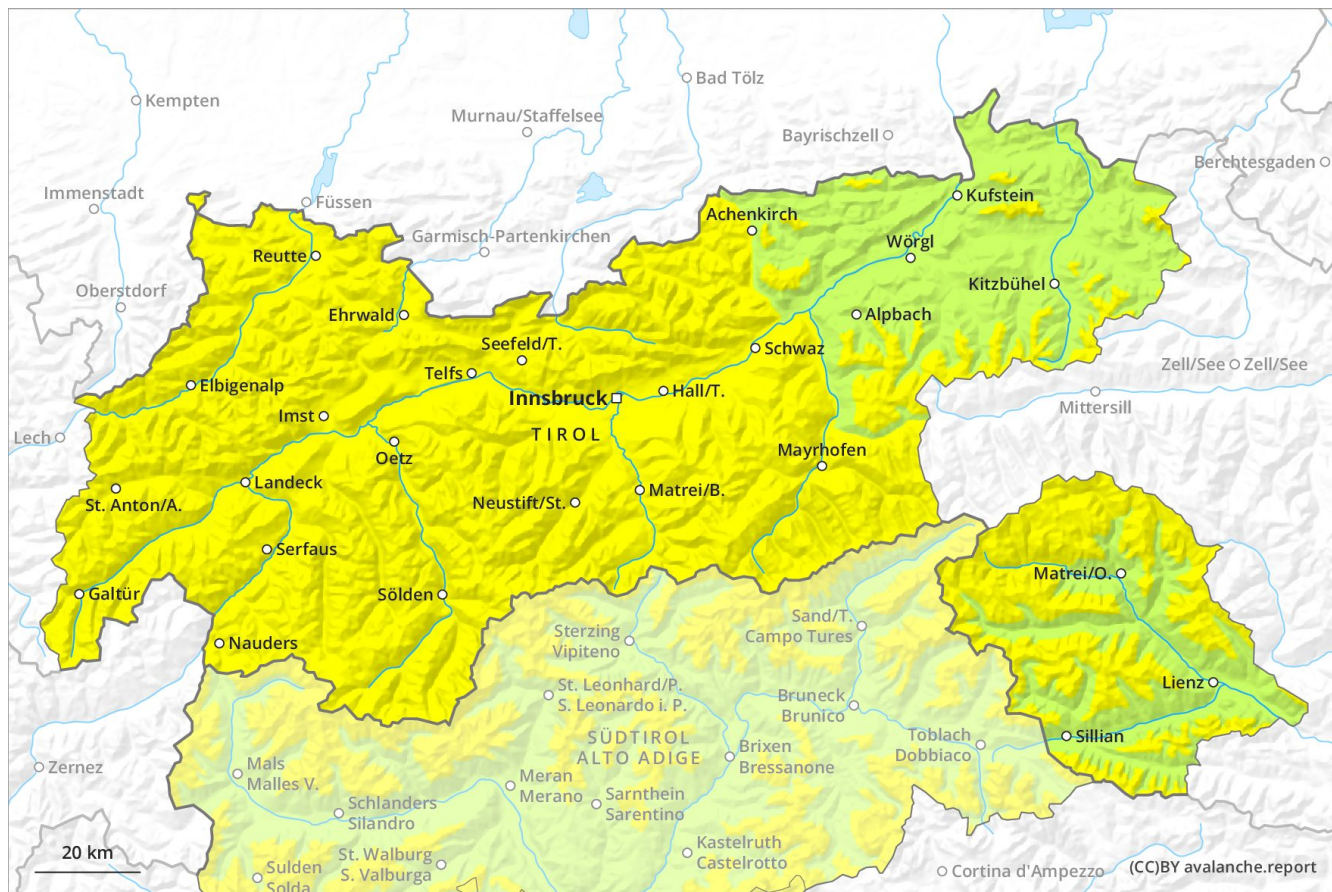 Kempten
Bad Tölz
Murnau/Staffelsee
Bayrischzell
Berchtesgaden
Immenstadt
Füssen
Kufstein
Achenkirch
Garmisch-Partenkirchen
Reutte
Wörgl
Oberstdorf
Kitzbühel
Ehrwald
Alpbach
Seefeld/T.
Schwaz
Zell/See
Zell/See
Telfs
Elbigenalp
Hall/T.
Innsbruck
Mittersill
Imst
TIROL
Lech
Oetz
Mayrhofen
Landeck
Matrei/B.
St. Anton/A.
Neustift/St.
Serfaus
Matrei/O.
Galtür
Sölden
Sand/T.
Campo Tures
Sterzing
Vipiteno
Nauders
Lienz
St. Leonhard/P.
S. Leonardo i. P.
Bruneck
Brunico
SÜDTIROL
ALTO ADIGE
Sillian
Toblach
Dobbiaco
Brixen
Bressanone
Zernez
Mals
Malles V.
Meran
Merano
Sarnthein
Sarentino
Schlanders
Silandro
Kastelruth
Castelrotto
20 km
St. Walburg
S. Valburga
Sulden
Solda
Cortina d'Ampezzo
(CC)BY avalanche.report